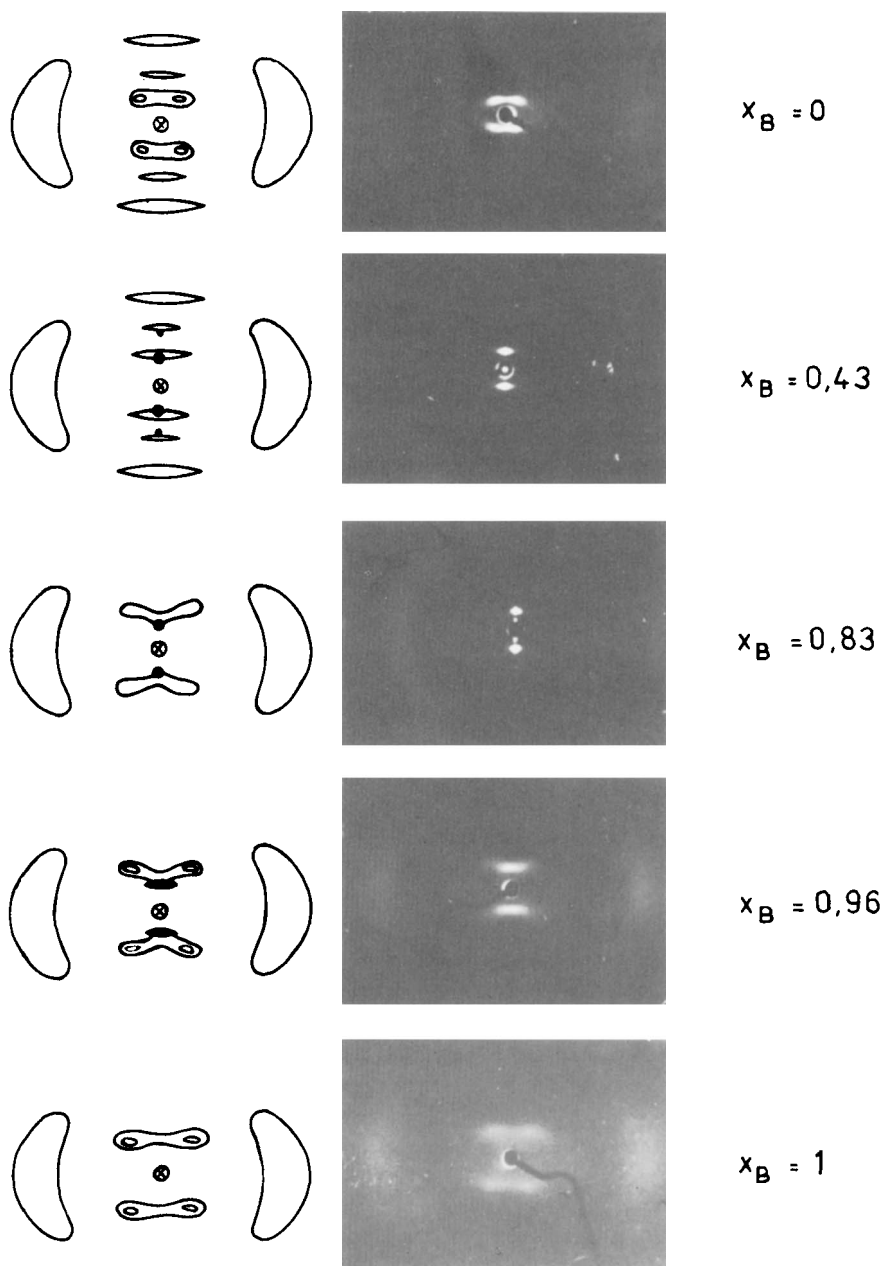 x_B = 0
x_B = 0,43
x_B = 0,83
x_B = 0,96
x_B = 1